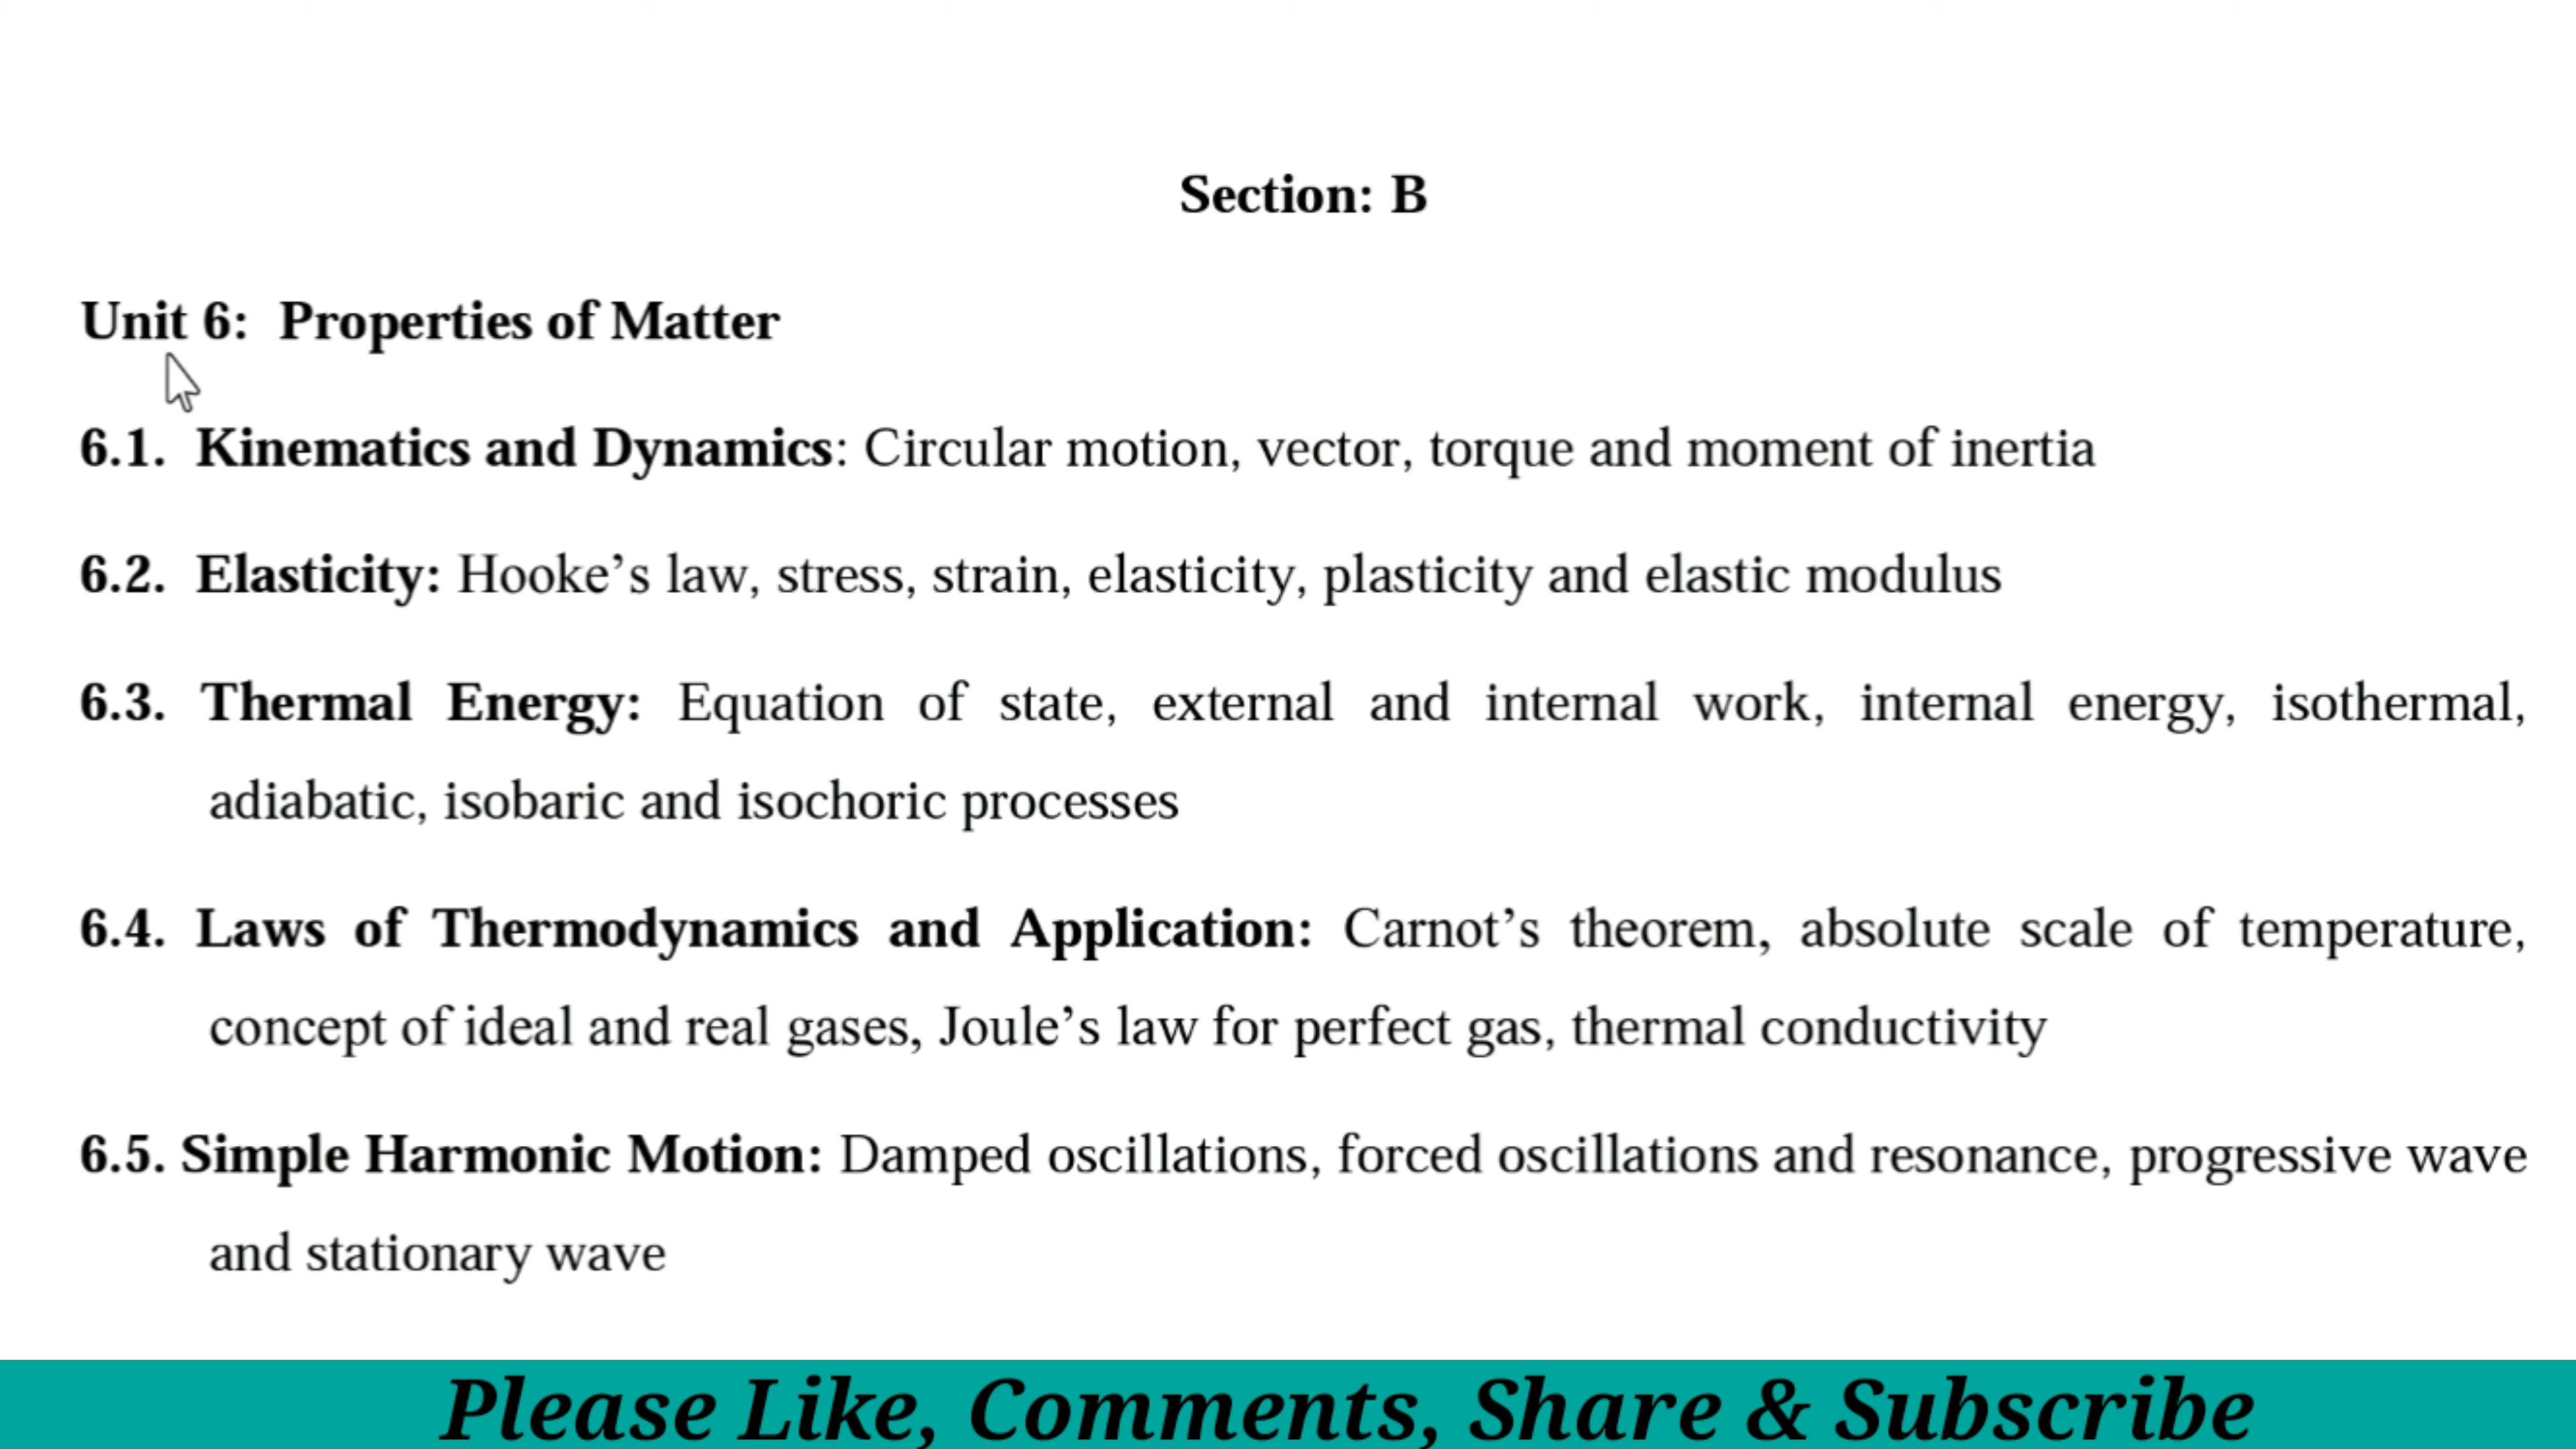 Section: B
Unit 6: Properties of Matter
6.1. Kinematics and Dynamics: Circular motion, vector, torque and moment of inertia
6.2. Elasticity: Hooke’s law, stress, strain, elasticity, plasticity and elastic modulus
6.3. Thermal Energy: Equation of state, external and internal work, internal energy, isothermal,
adiabatic, isobaric and isochoric processes
6.4. Laws of Thermodynamics and Application: Carnot’s theorem, absolute scale of temperature,
concept of ideal and real gases, Joule’s law for perfect gas, thermal conductivity
6.5. Simple Harmonic Motion: Damped oscillations, forced oscillations and resonance, progressive wave
and stationary wave
Please Like, Comments, Share & Subscribe